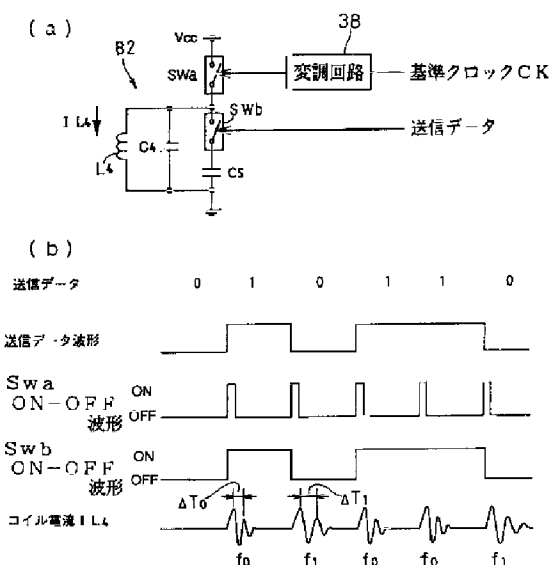 (a)
38
82
Vcc
SWa
変調回路
基準クロックCK
SWb
送信データ
IL4
L4
C4
Cs
(b)
送信データ 0 1 0 1 1 0
送信データ波形
Swa
ON-OFF
波形
ON
OFF
Swb
ON-OFF
波形
ON
OFF
ΔT0
ΔT1
コイル電流IL4
f0 f1 f0 f0 f1